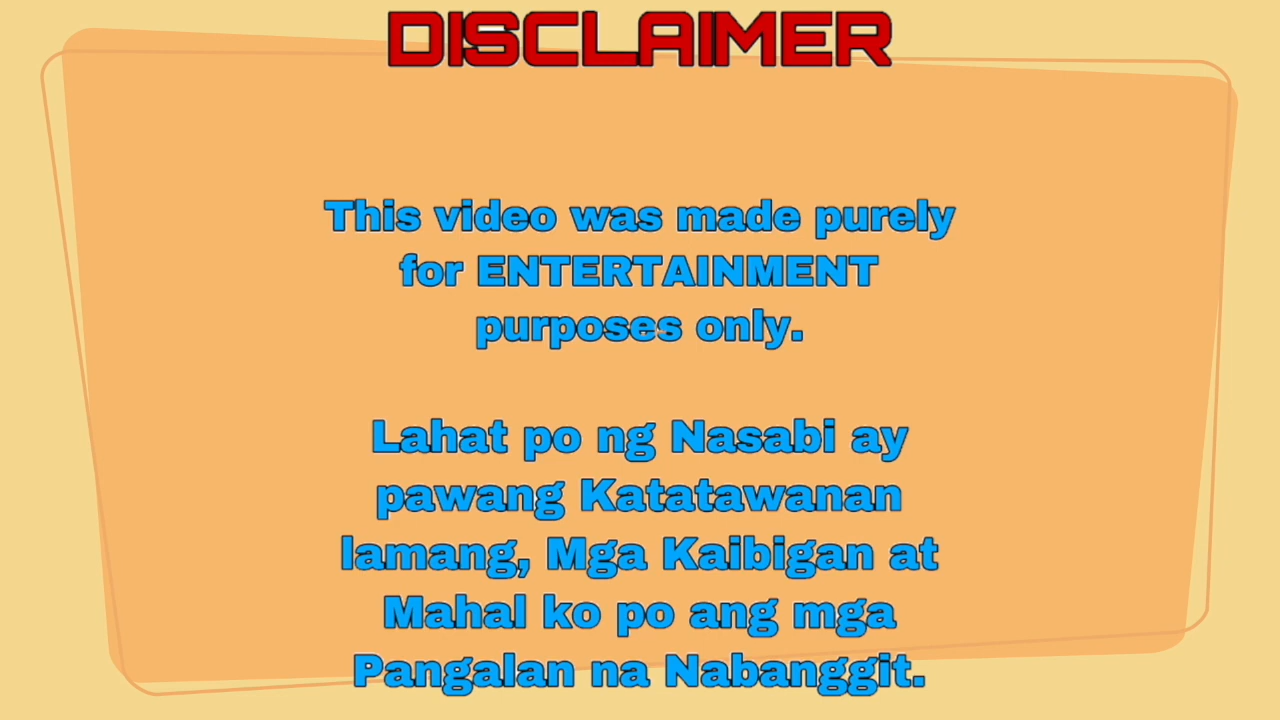 DISCLAIMER
This video was made purely
for ENTERTAINMENT
purposes only.
Lahat po ng Nasabi ay
pawang Katatawanan
lamang, Mga Kaibigan at
Mahal ko po ang mga
Pangalan na Nabanggit.